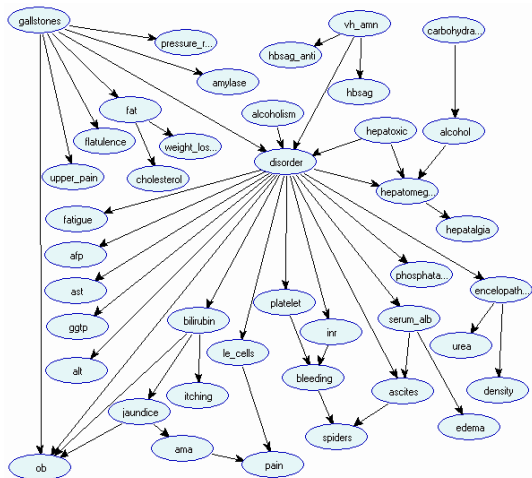 gallstones
vh_amn
carbohydra...
pressure_r...
hbsag_anti
amylase
hbsag
fat
alcoholism
hepatoxic
alcohol
flatulence
weight_los...
disorder
upper_pain
cholesterol
hepatomeg...
fatigue
hepatalgia
afp
phosphata...
ast
platelet
encelopath...
ggtp
bilirubin
inr
serum_alb
le_cells
urea
alt
bleeding
itching
ascites
density
jaundice
spiders
edema
ama
ob
pain